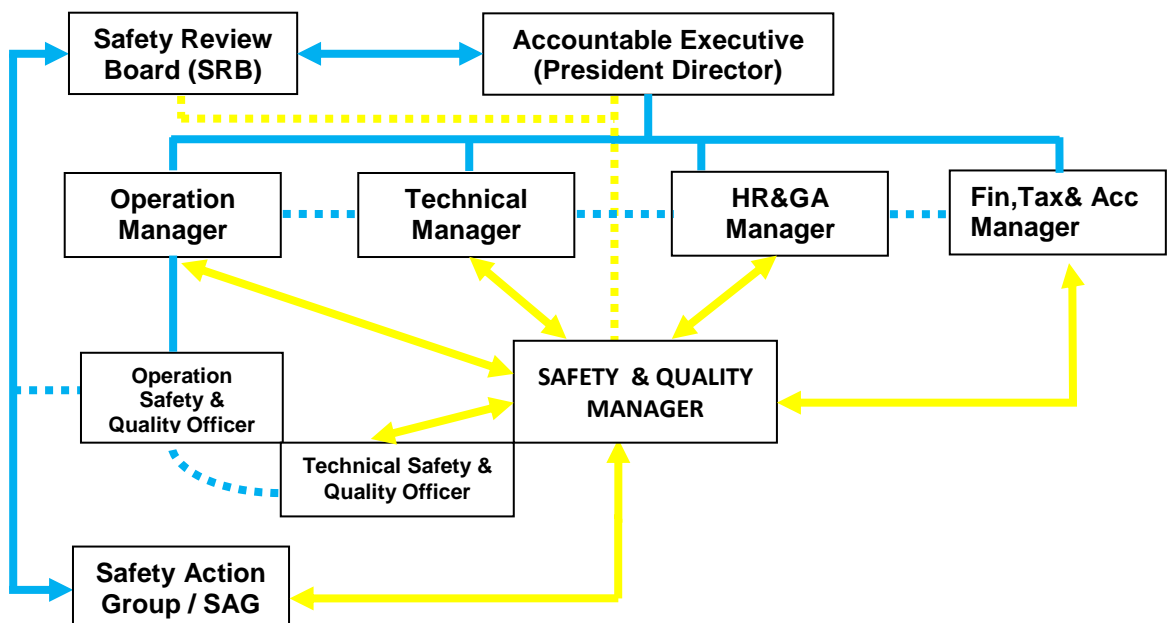 Safety Review
Board (SRB)
Accountable Executive
(President Director)
Operation
Manager
Technical
Manager
HR&GA
Manager
Fin,Tax& Acc
Manager
Operation
Safety &
Quality Officer
SAFETY & QUALITY
MANAGER
Technical Safety &
Quality Officer
Safety Action
Group / SAG